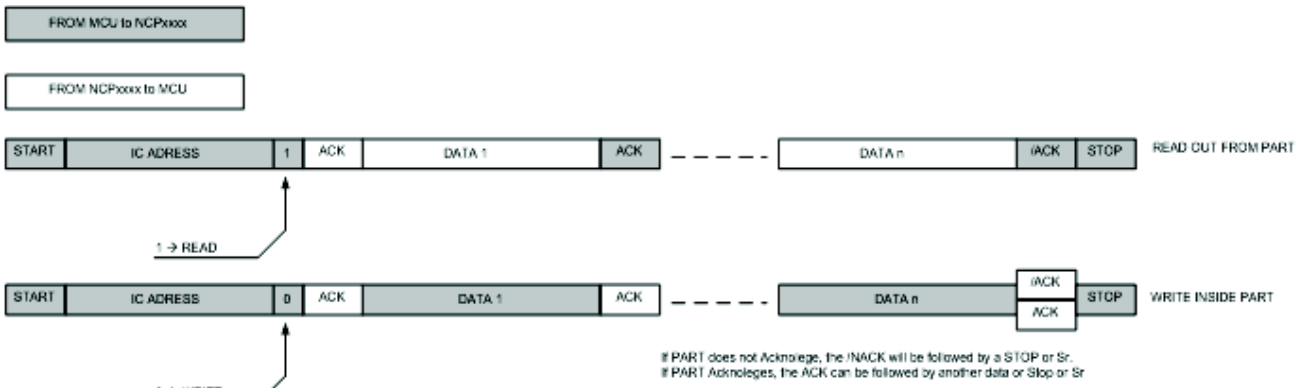 FROM MCU to NCPxxxx
FROM NCPxxxx to MCU
START IC ADRESS 1 ACK DATA 1 ACK DATA n /ACK STOP READ OUT FROM PART
1 → READ
START IC ADRESS 0 ACK DATA 1 ACK DATA n /ACK STOP WRITE INSIDE PART
ACK
If PART does not Acknolege, the /NACK will be followed by a STOP or Sr.
If PART Acknoleges, the ACK can be followed by another data or Stop or Sr